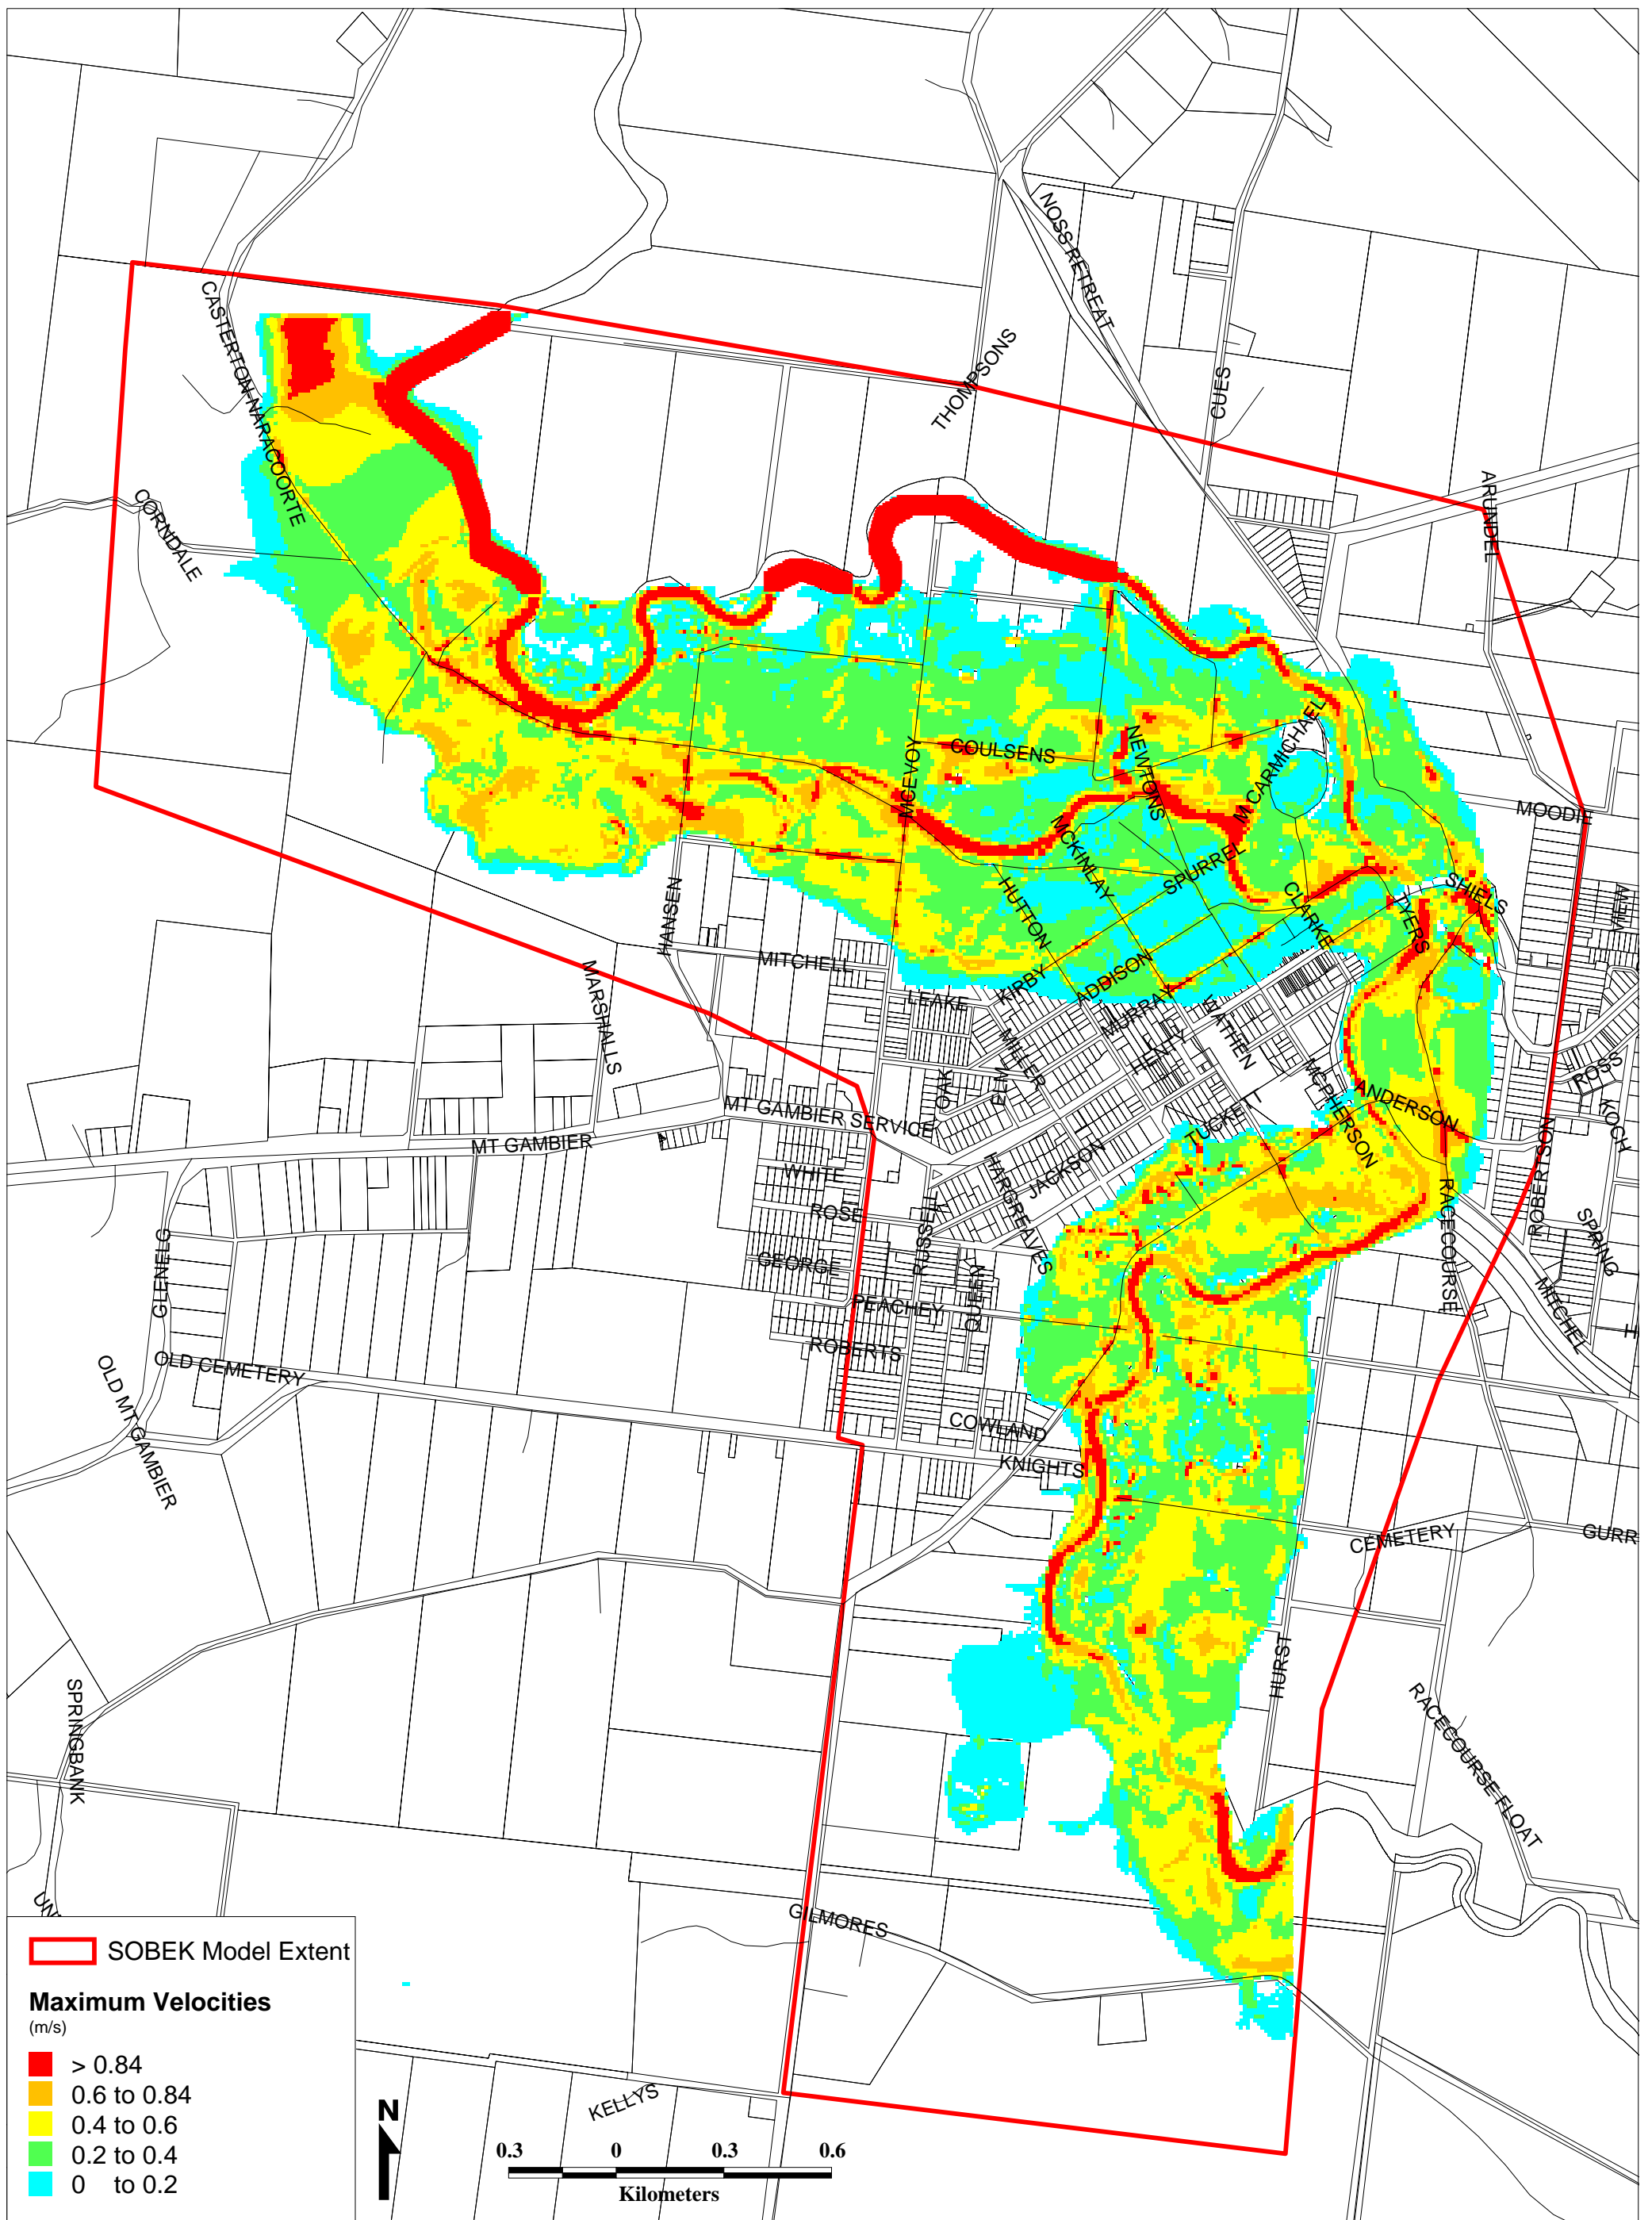 NOSS RETREAT
CASTERTON-NARACOORTE
THOMPSONS
CUES
ARUNDEL
CORNDALE
M CARMICHAEL
NEWTONS
COULSENS
MCEVOY
MOODIE
MCKINLAY
SPURREL
HUTTON
CLARKE
TYERS
SHIELS
HANSEN
MITCHELL
KIRBY
ADDISON
LEAKE
MURRAY
WATHEN
HENTY
MARSHALLS
MILLER
ELM
OAK
MCPHERSON
ANDERSON
ROSS
KOCH
TUCKETT
MT GAMBIER SERVICE
MT GAMBIER
JACKSON
HARGREAVES
WHITE
ROSE
RUSSELL
GEORGE
QUEEN
PEACHEY
ROBERTS
RACECOURSE
ROBERTSON
SPRING
MITCHEL
H
GLENELG
OLD CEMETERY
OLD MT GAMBIER
COWLAND
KNIGHTS
CEMETERY
GURR
HURST
RACECOURSE FLOAT
SPRINGBANK
GILMORES
KELLYS
SOBEK Model Extent
Maximum Velocities
(m/s)
> 0.84
0.6 to 0.84
0.4 to 0.6
0.2 to 0.4
0 to 0.2
N
0.3 0 0.3 0.6
Kilometers